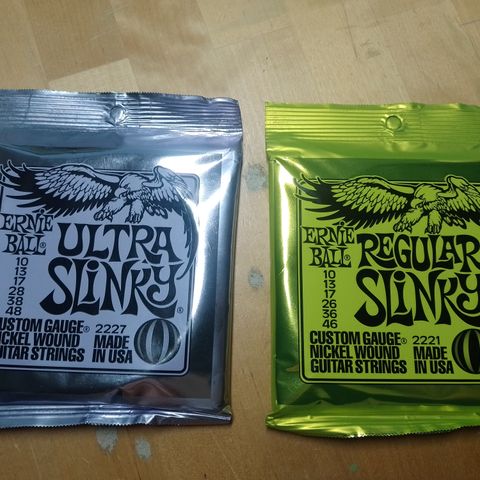 ERNIE BALL
ULTRA
SLINKY®
10
13
17
28
38
48
CUSTOM GAUGE® 2227
NICKEL WOUND MADE
GUITAR STRINGS IN USA
ERNIE BALL
REGULAR
SLINKY
10
13
17
26
36
46
CUSTOM GAUGE® 2221
NICKEL WOUND MADE
GUITAR STRINGS IN USA